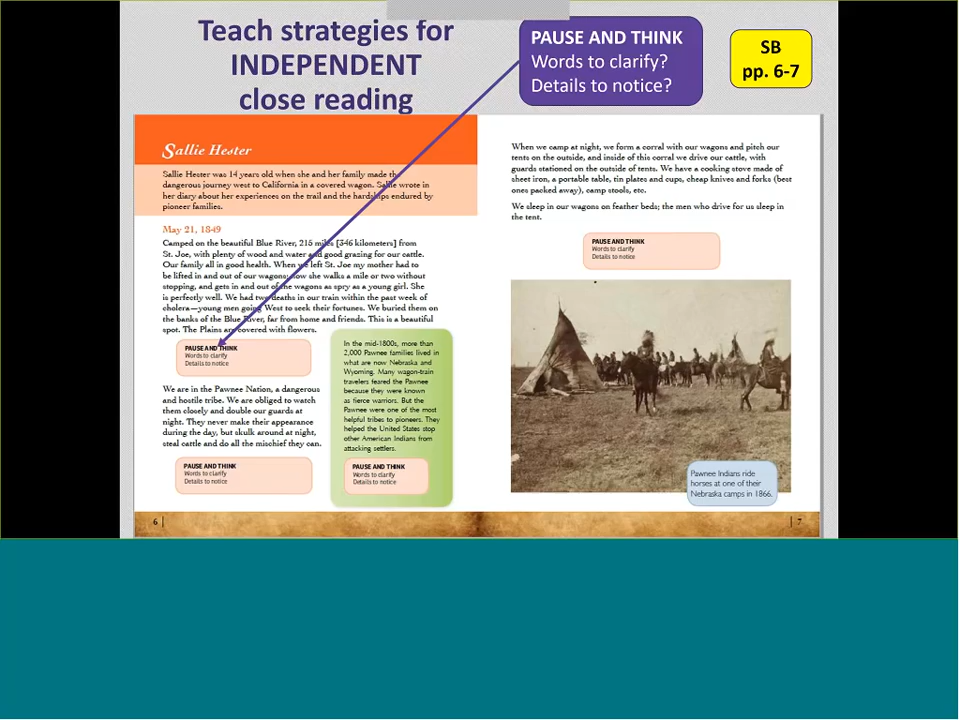 Teach strategies for
INDEPENDENT
close reading
PAUSE AND THINK
Words to clarify?
Details to notice?
SB
pp. 6-7
Sallie Hester
Sallie Hester was 14 years old when she and her family made the
dangerous journey west to California in a covered wagon. Sallie wrote in
her diary about her experiences on the trail and the hardships endured by
pioneer families.
May 21, 1849
Camped on the beautiful Blue River, 215 miles [346 kilometers] from
St. Joe, with plenty of wood and water and good grazing for our cattle.
Our family all in good health. When we left St. Joe my mother had to
be lifted in and out of our wagons; now she walks a mile or two without
stopping, and gets in and out of the wagons as spry as a young girl. She
is perfectly well. We had two deaths in our train within the past week of
cholera—young men going West to seek their fortunes. We buried them on
the banks of the Blue River, far from home and friends. This is a beautiful
spot. The Plains are covered with flowers.
PAUSE AND THINK
Words to clarify
Details to notice
We are in the Pawnee Nation, a dangerous
and hostile tribe. We are obliged to watch
them closely and double our guards at
night. They never make their appearance
during the day, but skulk around at night,
steal cattle and do all the mischief they can.
PAUSE AND THINK
Words to clarify
Details to notice
In the mid-1800s, more than
2,000 Pawnee families lived in
what are now Nebraska and
Wyoming. Many wagon-train
travelers feared the Pawnee
because they were known
as fierce warriors. But the
Pawnee were one of the most
helpful tribes to pioneers. They
helped the United States stop
other American Indians from
attacking settlers.
PAUSE AND THINK
Words to clarify
Details to notice
6
When we camp at night, we form a corral with our wagons and pitch our
tents on the outside, and inside of this corral we drive our cattle, with
guards stationed on the outside of tents. We have a cooking stove made of
sheet iron, a portable table, tin plates and cups, cheap knives and forks (best
ones packed away), camp stools, etc.
We sleep in our wagons on feather beds; the men who drive for us sleep in
the tent.
PAUSE AND THINK
Words to clarify
Details to notice
Pawnee Indians ride
horses at one of their
Nebraska camps in 1866.
7